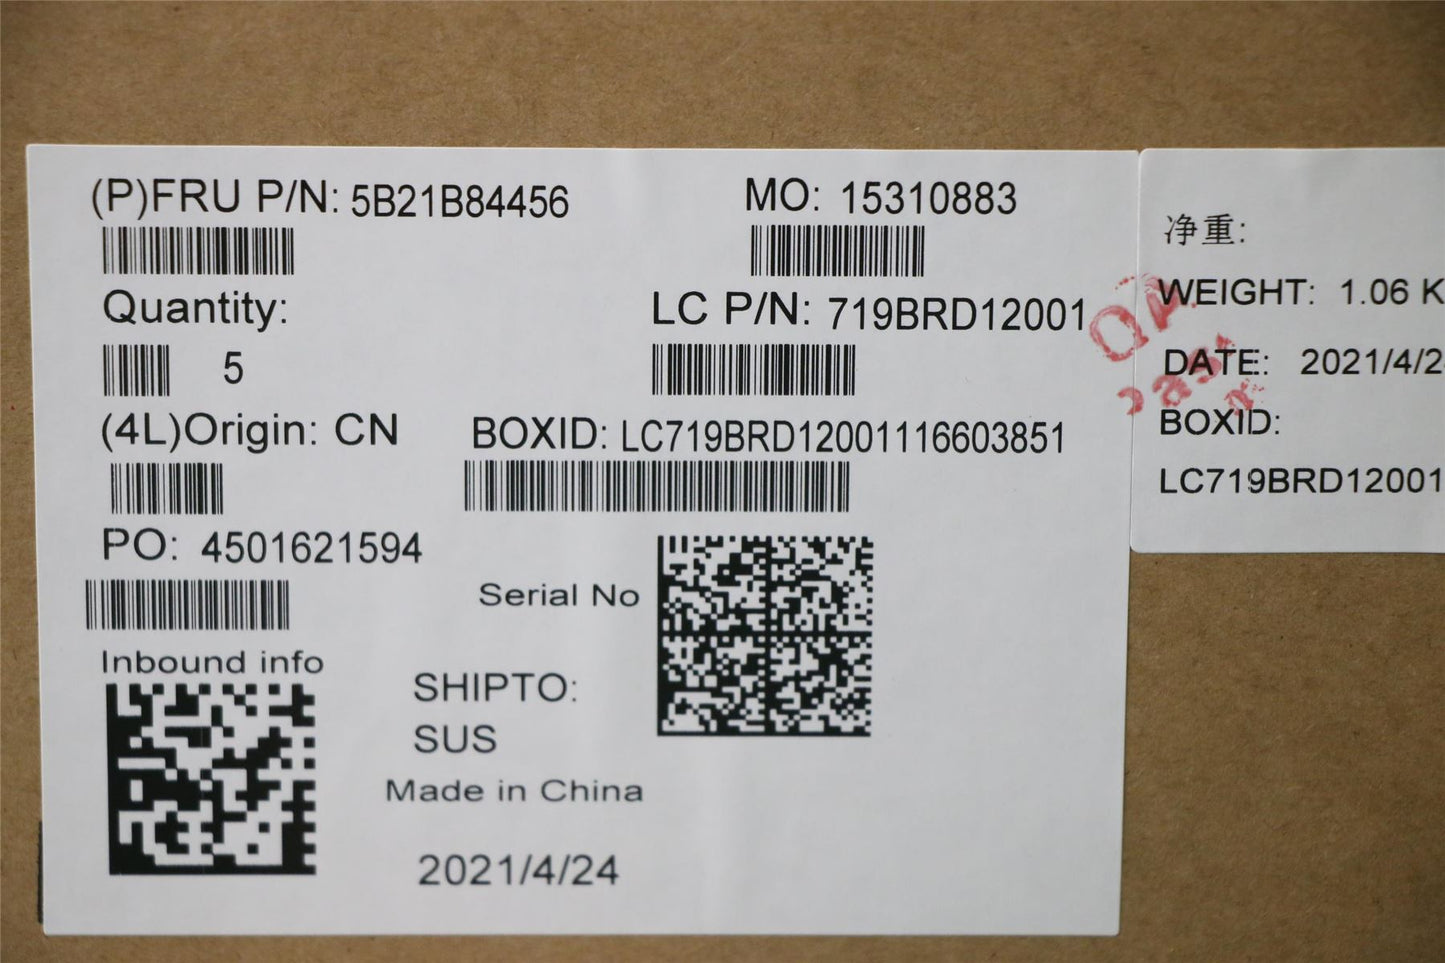 (P)FRU P/N: 5B21B84456
MO: 15310883
Quantity:
5
LC P/N: 719BRD12001
(4L)Origin: CN
BOXID: LC719BRD12001116603851
PO: 4501621594
Serial No
Inbound info
SHIPTO:
SUS
Made in China
2021/4/24
净重:
WEIGHT: 1.06 K
DATE: 2021/4/2
BOXID:
LC719BRD12001
QA